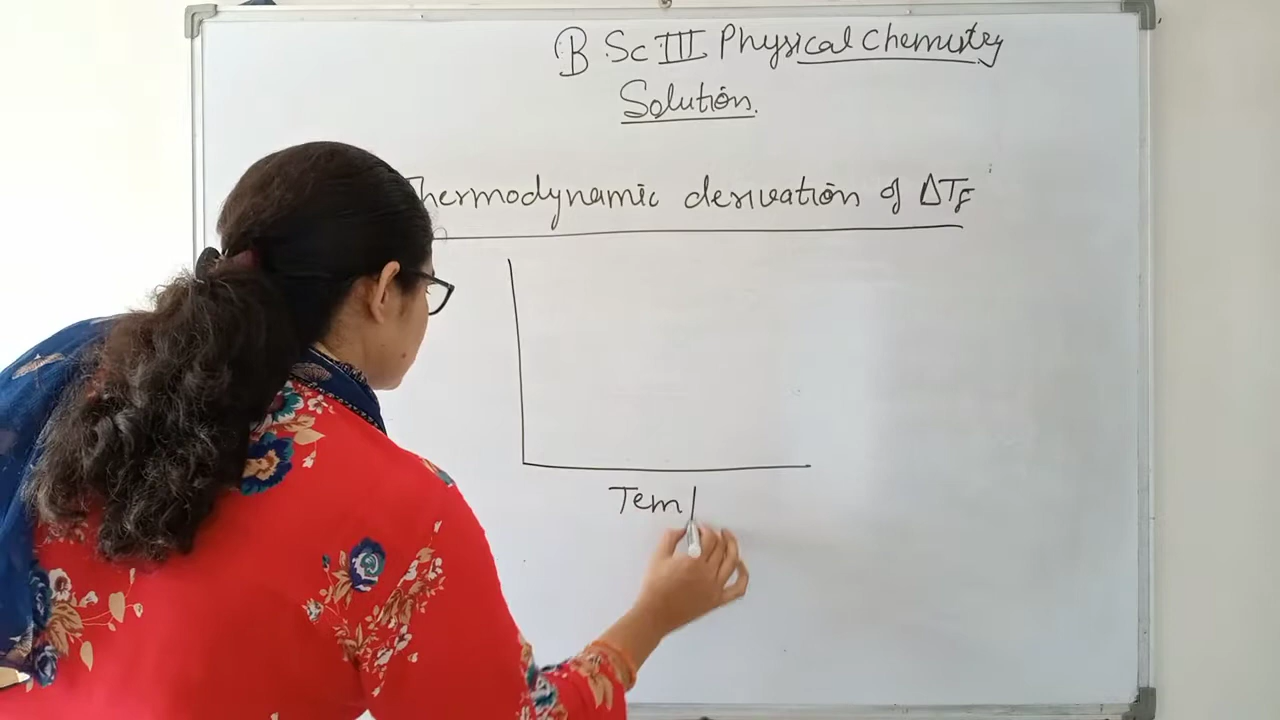 B.Sc III Physical Chemistry
Solution.
Thermodynamic derivation of ΔTf
Tem